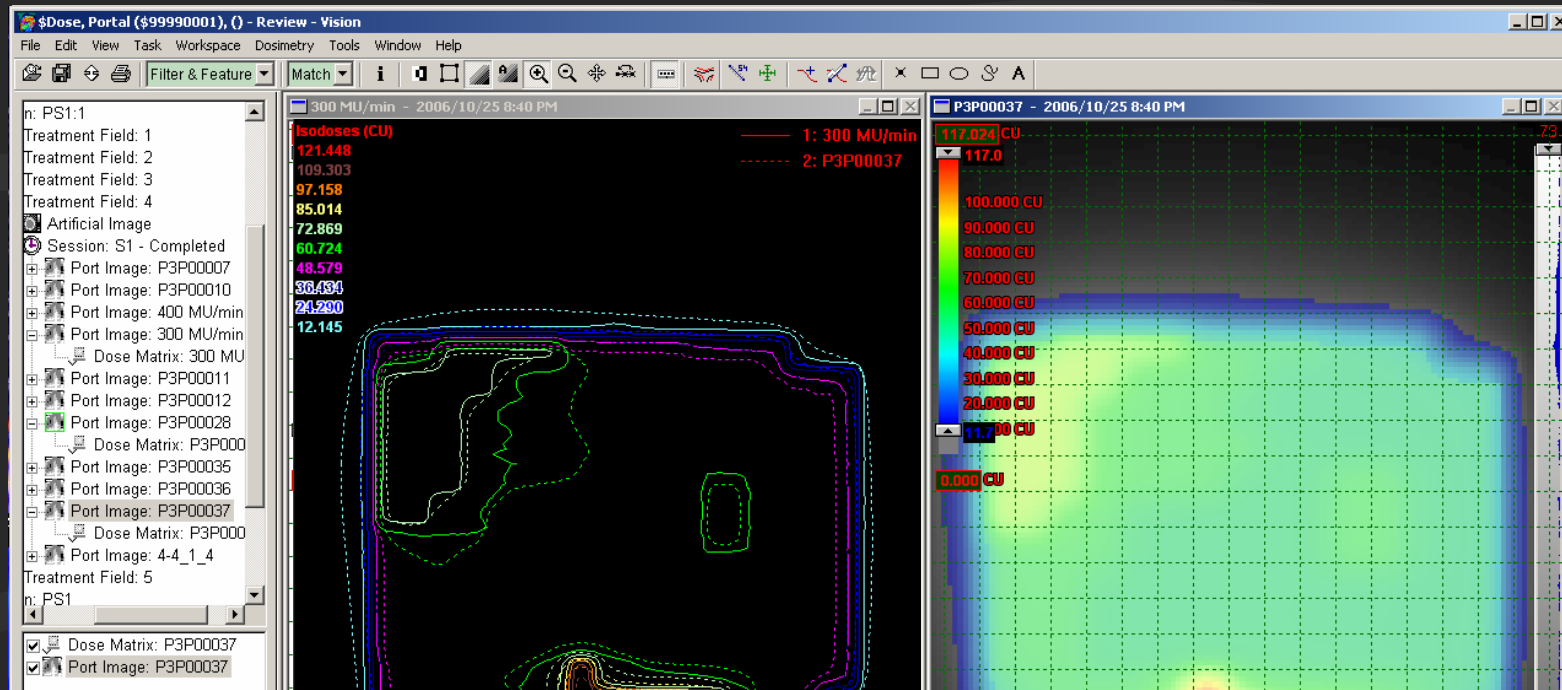 $Dose, Portal ($99990001), () - Review - Vision
File Edit View Task Workspace Dosimetry Tools Window Help
Filter & Feature
Match
n: PS1:1
Treatment Field: 1
Treatment Field: 2
Treatment Field: 3
Treatment Field: 4
Artificial Image
Session: S1 - Completed
Port Image: P3P00007
Port Image: P3P00010
Port Image: 400 MU/min
Port Image: 300 MU/min
Dose Matrix: 300 MU
Port Image: P3P00011
Port Image: P3P00012
Port Image: P3P00028
Dose Matrix: P3P000
Port Image: P3P00035
Port Image: P3P00036
Port Image: P3P00037
Dose Matrix: P3P000
Port Image: 4-4_1_4
Treatment Field: 5
n: PS1
Dose Matrix: P3P00037
Port Image: P3P00037
300 MU/min - 2006/10/25 8:40 PM
Isodoses (CU)
121.448
109.303
97.158
85.014
72.869
60.724
48.579
36.434
24.290
12.145
1: 300 MU/min
2: P3P00037
P3P00037 - 2006/10/25 8:40 PM
117.024 CU
117.0
100.000 CU
90.000 CU
80.000 CU
70.000 CU
60.000 CU
50.000 CU
40.000 CU
30.000 CU
20.000 CU
11.7 00 CU
0.000 CU
73